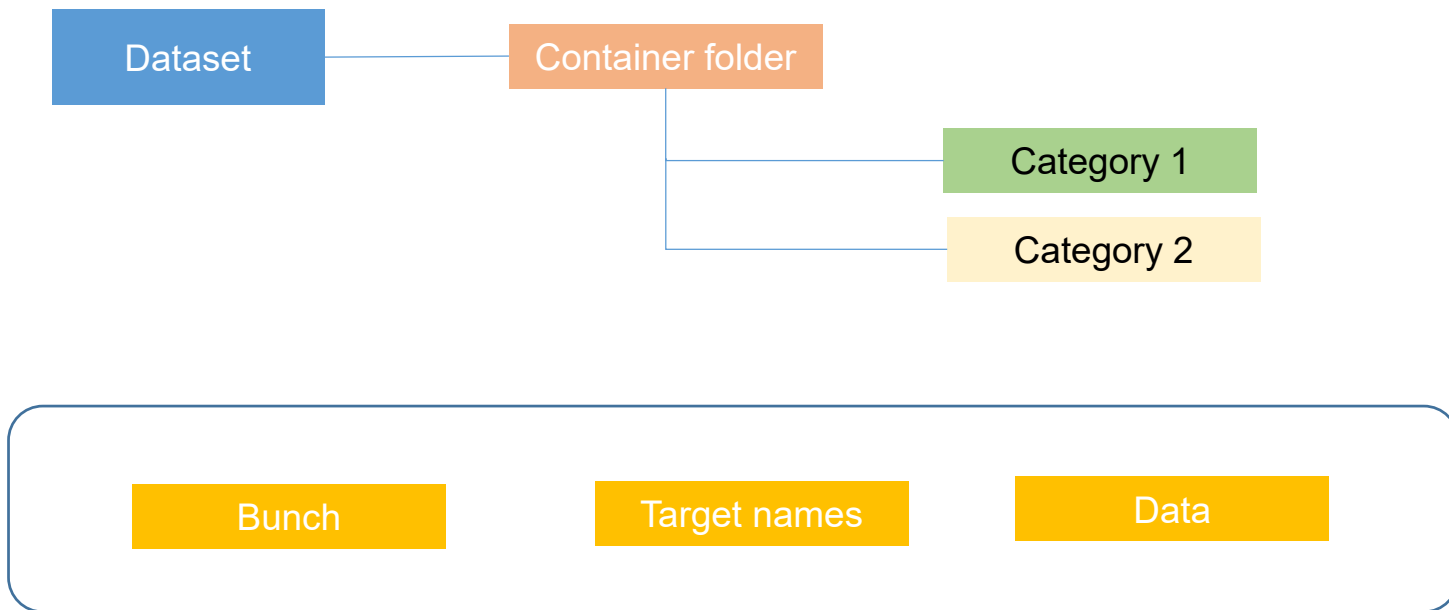 Dataset
Container folder
Category 1
Category 2
Bunch
Target names
Data